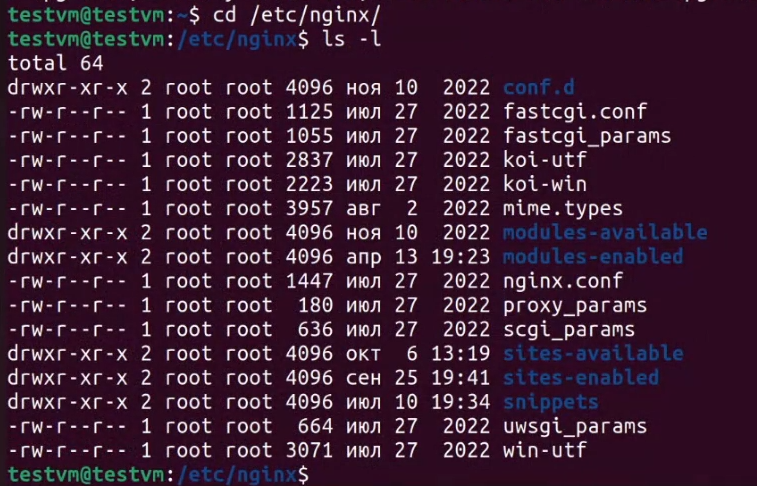 testvm@testvm:~$ cd /etc/nginx/
testvm@testvm:/etc/nginx$ ls -l
total 64
drwxr-xr-x 2 root root 4096 ноя 10  2022 conf.d
-rw-r--r-- 1 root root 1125 июл 27  2022 fastcgi.conf
-rw-r--r-- 1 root root 1055 июл 27  2022 fastcgi_params
-rw-r--r-- 1 root root 2837 июл 27  2022 koi-utf
-rw-r--r-- 1 root root 2223 июл 27  2022 koi-win
-rw-r--r-- 1 root root 3957 авг  2  2022 mime.types
drwxr-xr-x 2 root root 4096 ноя 10  2022 modules-available
drwxr-xr-x 2 root root 4096 апр 13 19:23 modules-enabled
-rw-r--r-- 1 root root 1447 июл 27  2022 nginx.conf
-rw-r--r-- 1 root root  180 июл 27  2022 proxy_params
-rw-r--r-- 1 root root  636 июл 27  2022 scgi_params
drwxr-xr-x 2 root root 4096 окт  6 13:19 sites-available
drwxr-xr-x 2 root root 4096 сен 25 19:41 sites-enabled
drwxr-xr-x 2 root root 4096 июл 10 19:34 snippets
-rw-r--r-- 1 root root  664 июл 27  2022 uwsgi_params
-rw-r--r-- 1 root root 3071 июл 27  2022 win-utf
testvm@testvm:/etc/nginx$